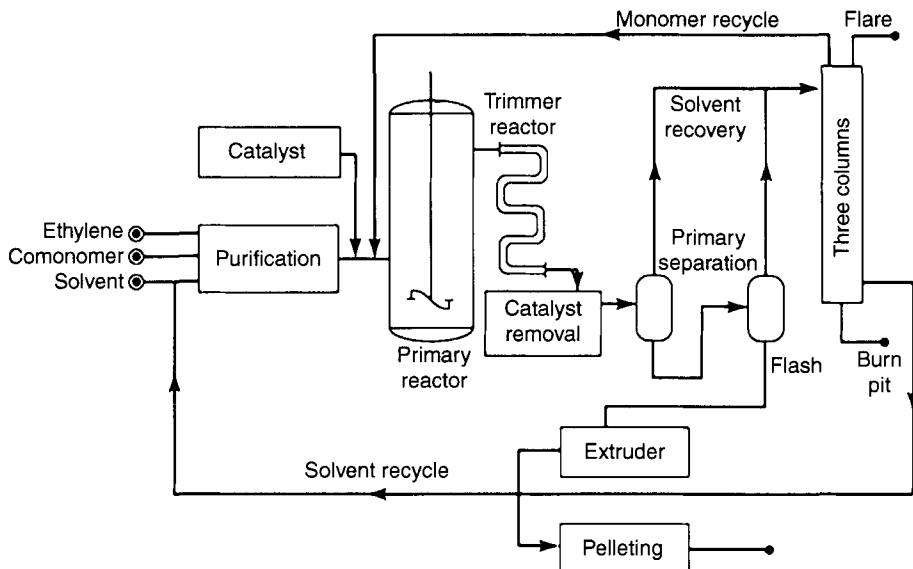 Monomer recycle
Flare
Trimmer
reactor
Solvent
recovery
Catalyst
Three columns
Ethylene
Comonomer
Solvent
Purification
Primary
separation
Catalyst
removal
Primary
reactor
Flash
Burn
pit
Extruder
Solvent recycle
Pelleting